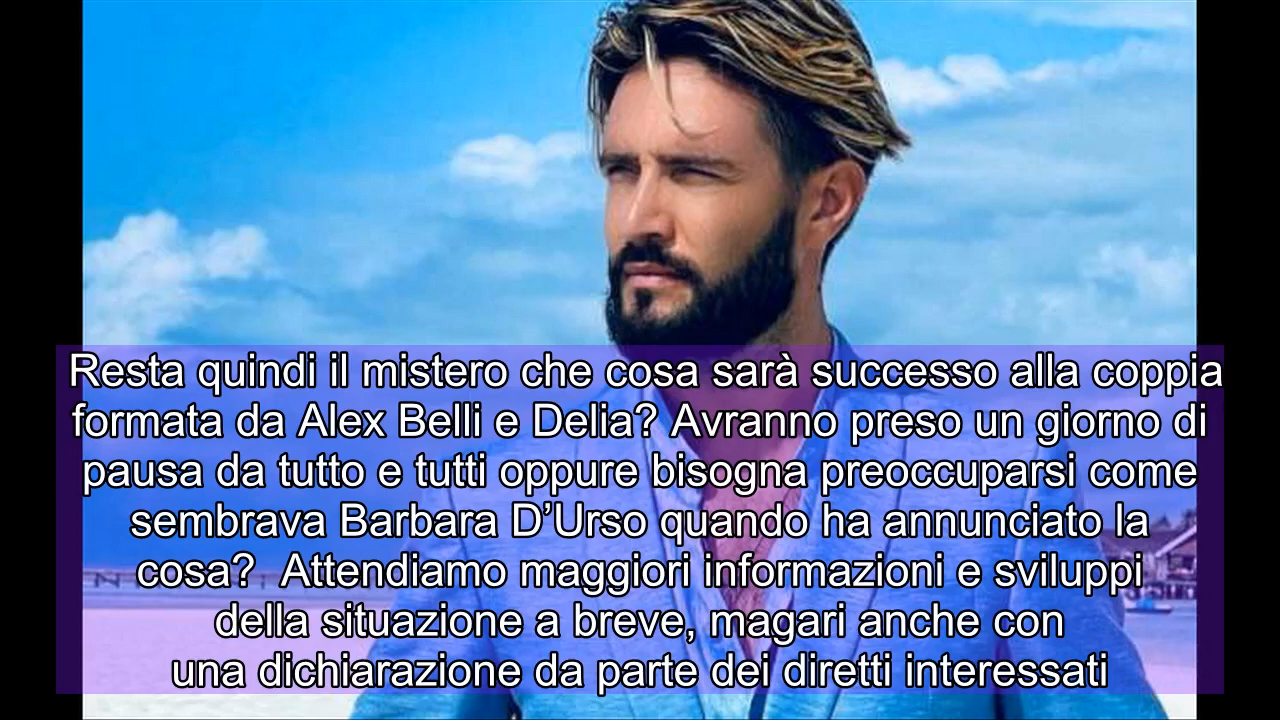 Resta quindi il mistero che cosa sarà successo alla coppia
formata da Alex Belli e Delia? Avranno preso un giorno di
pausa da tutto e tutti oppure bisogna preoccuparsi come
sembrava Barbara D’Urso quando ha annunciato la
cosa?  Attendiamo maggiori informazioni e sviluppi
della situazione a breve, magari anche con
una dichiarazione da parte dei diretti interessati